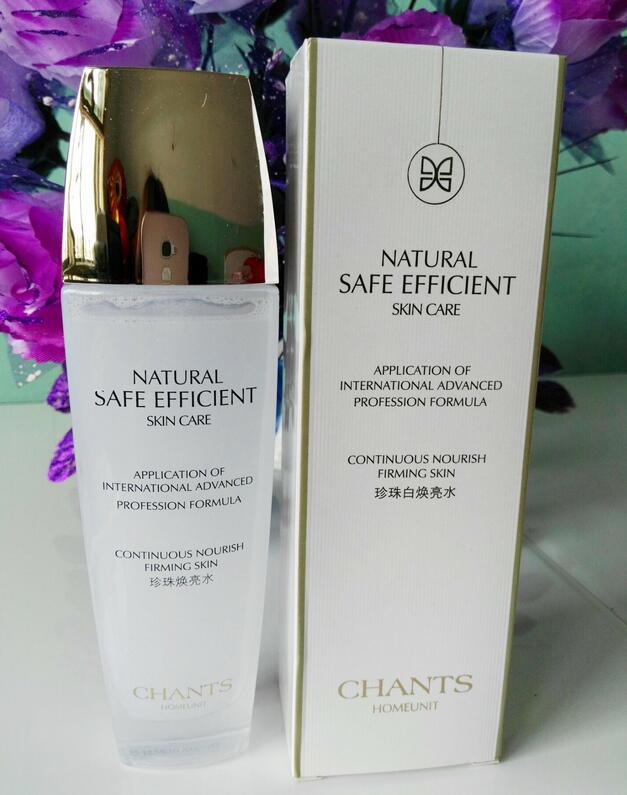 NATURAL
SAFE EFFICIENT
SKIN CARE
APPLICATION OF
INTERNATIONAL ADVANCED
PROFESSION FORMULA
CONTINUOUS NOURISH
FIRMING SKIN
珍珠焕亮水
CHANTS
HOMEUNIT
NATURAL
SAFE EFFICIENT
SKIN CARE
APPLICATION OF
INTERNATIONAL ADVANCED
PROFESSION FORMULA
CONTINUOUS NOURISH
FIRMING SKIN
珍珠白焕亮水
CHANTS
HOMEUNIT